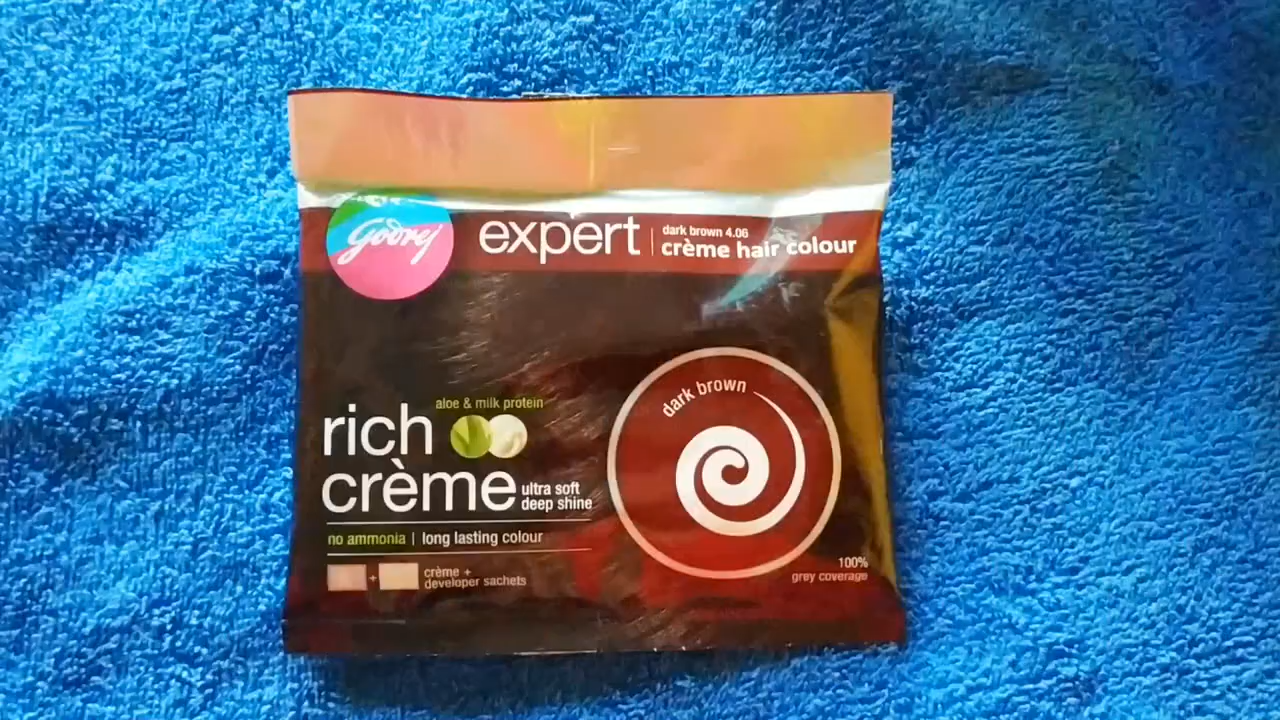 Godrej
expert
dark brown 4.06
crème hair colour
dark brown
aloe & milk protein
rich
crème
ultra soft
deep shine
no ammonia | long lasting colour
crème +
developer sachets
+
100%
grey coverage